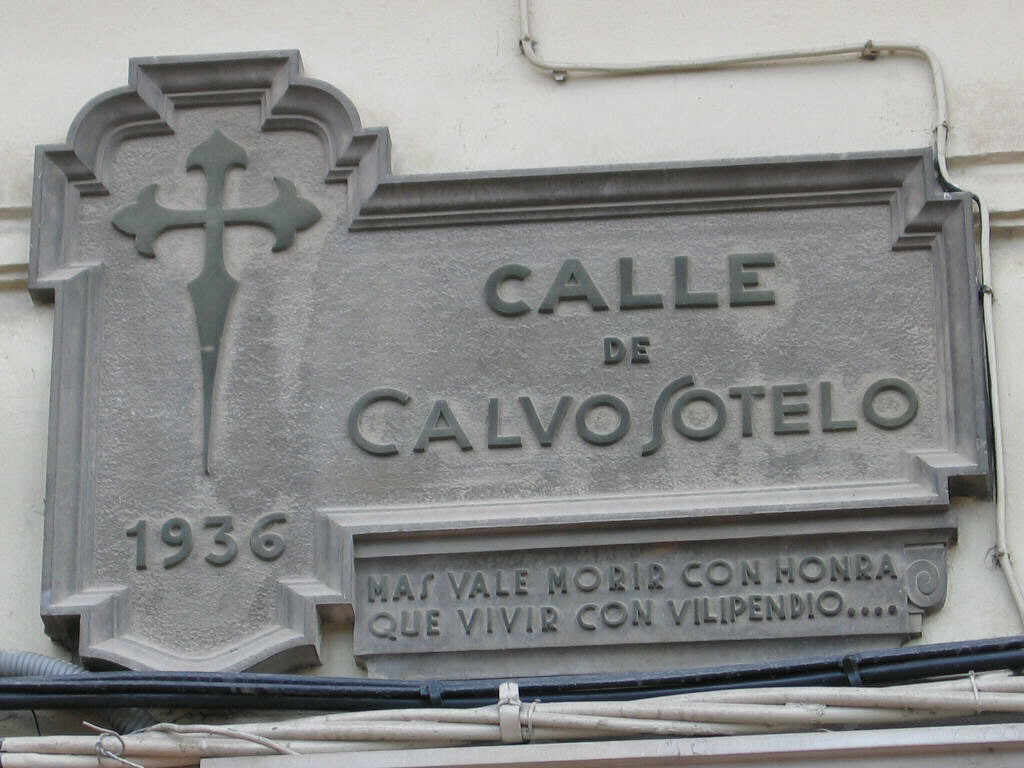 CALLE
DE
CALVO SOTELO
1936
MAS VALE MORIR CON HONRA
QUE VIVIR CON VILIPENDIO....